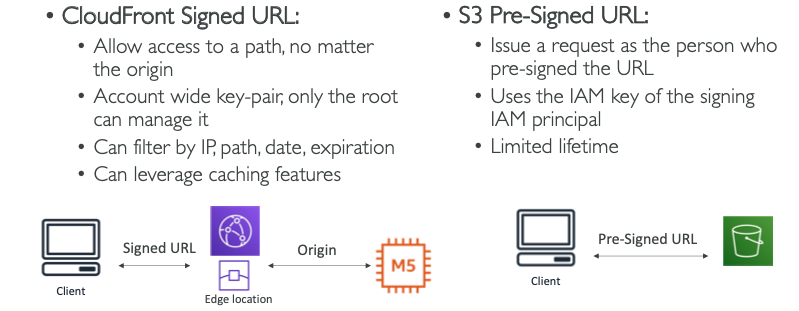 • CloudFront Signed URL:
• Allow access to a path, no matter
the origin
• Account wide key-pair, only the root
can manage it
• Can filter by IP, path, date, expiration
• Can leverage caching features
• S3 Pre-Signed URL:
• Issue a request as the person who
pre-signed the URL
• Uses the IAM key of the signing
IAM principal
• Limited lifetime
Signed URL
Origin
M5
Client
Edge location
Pre-Signed URL
Client